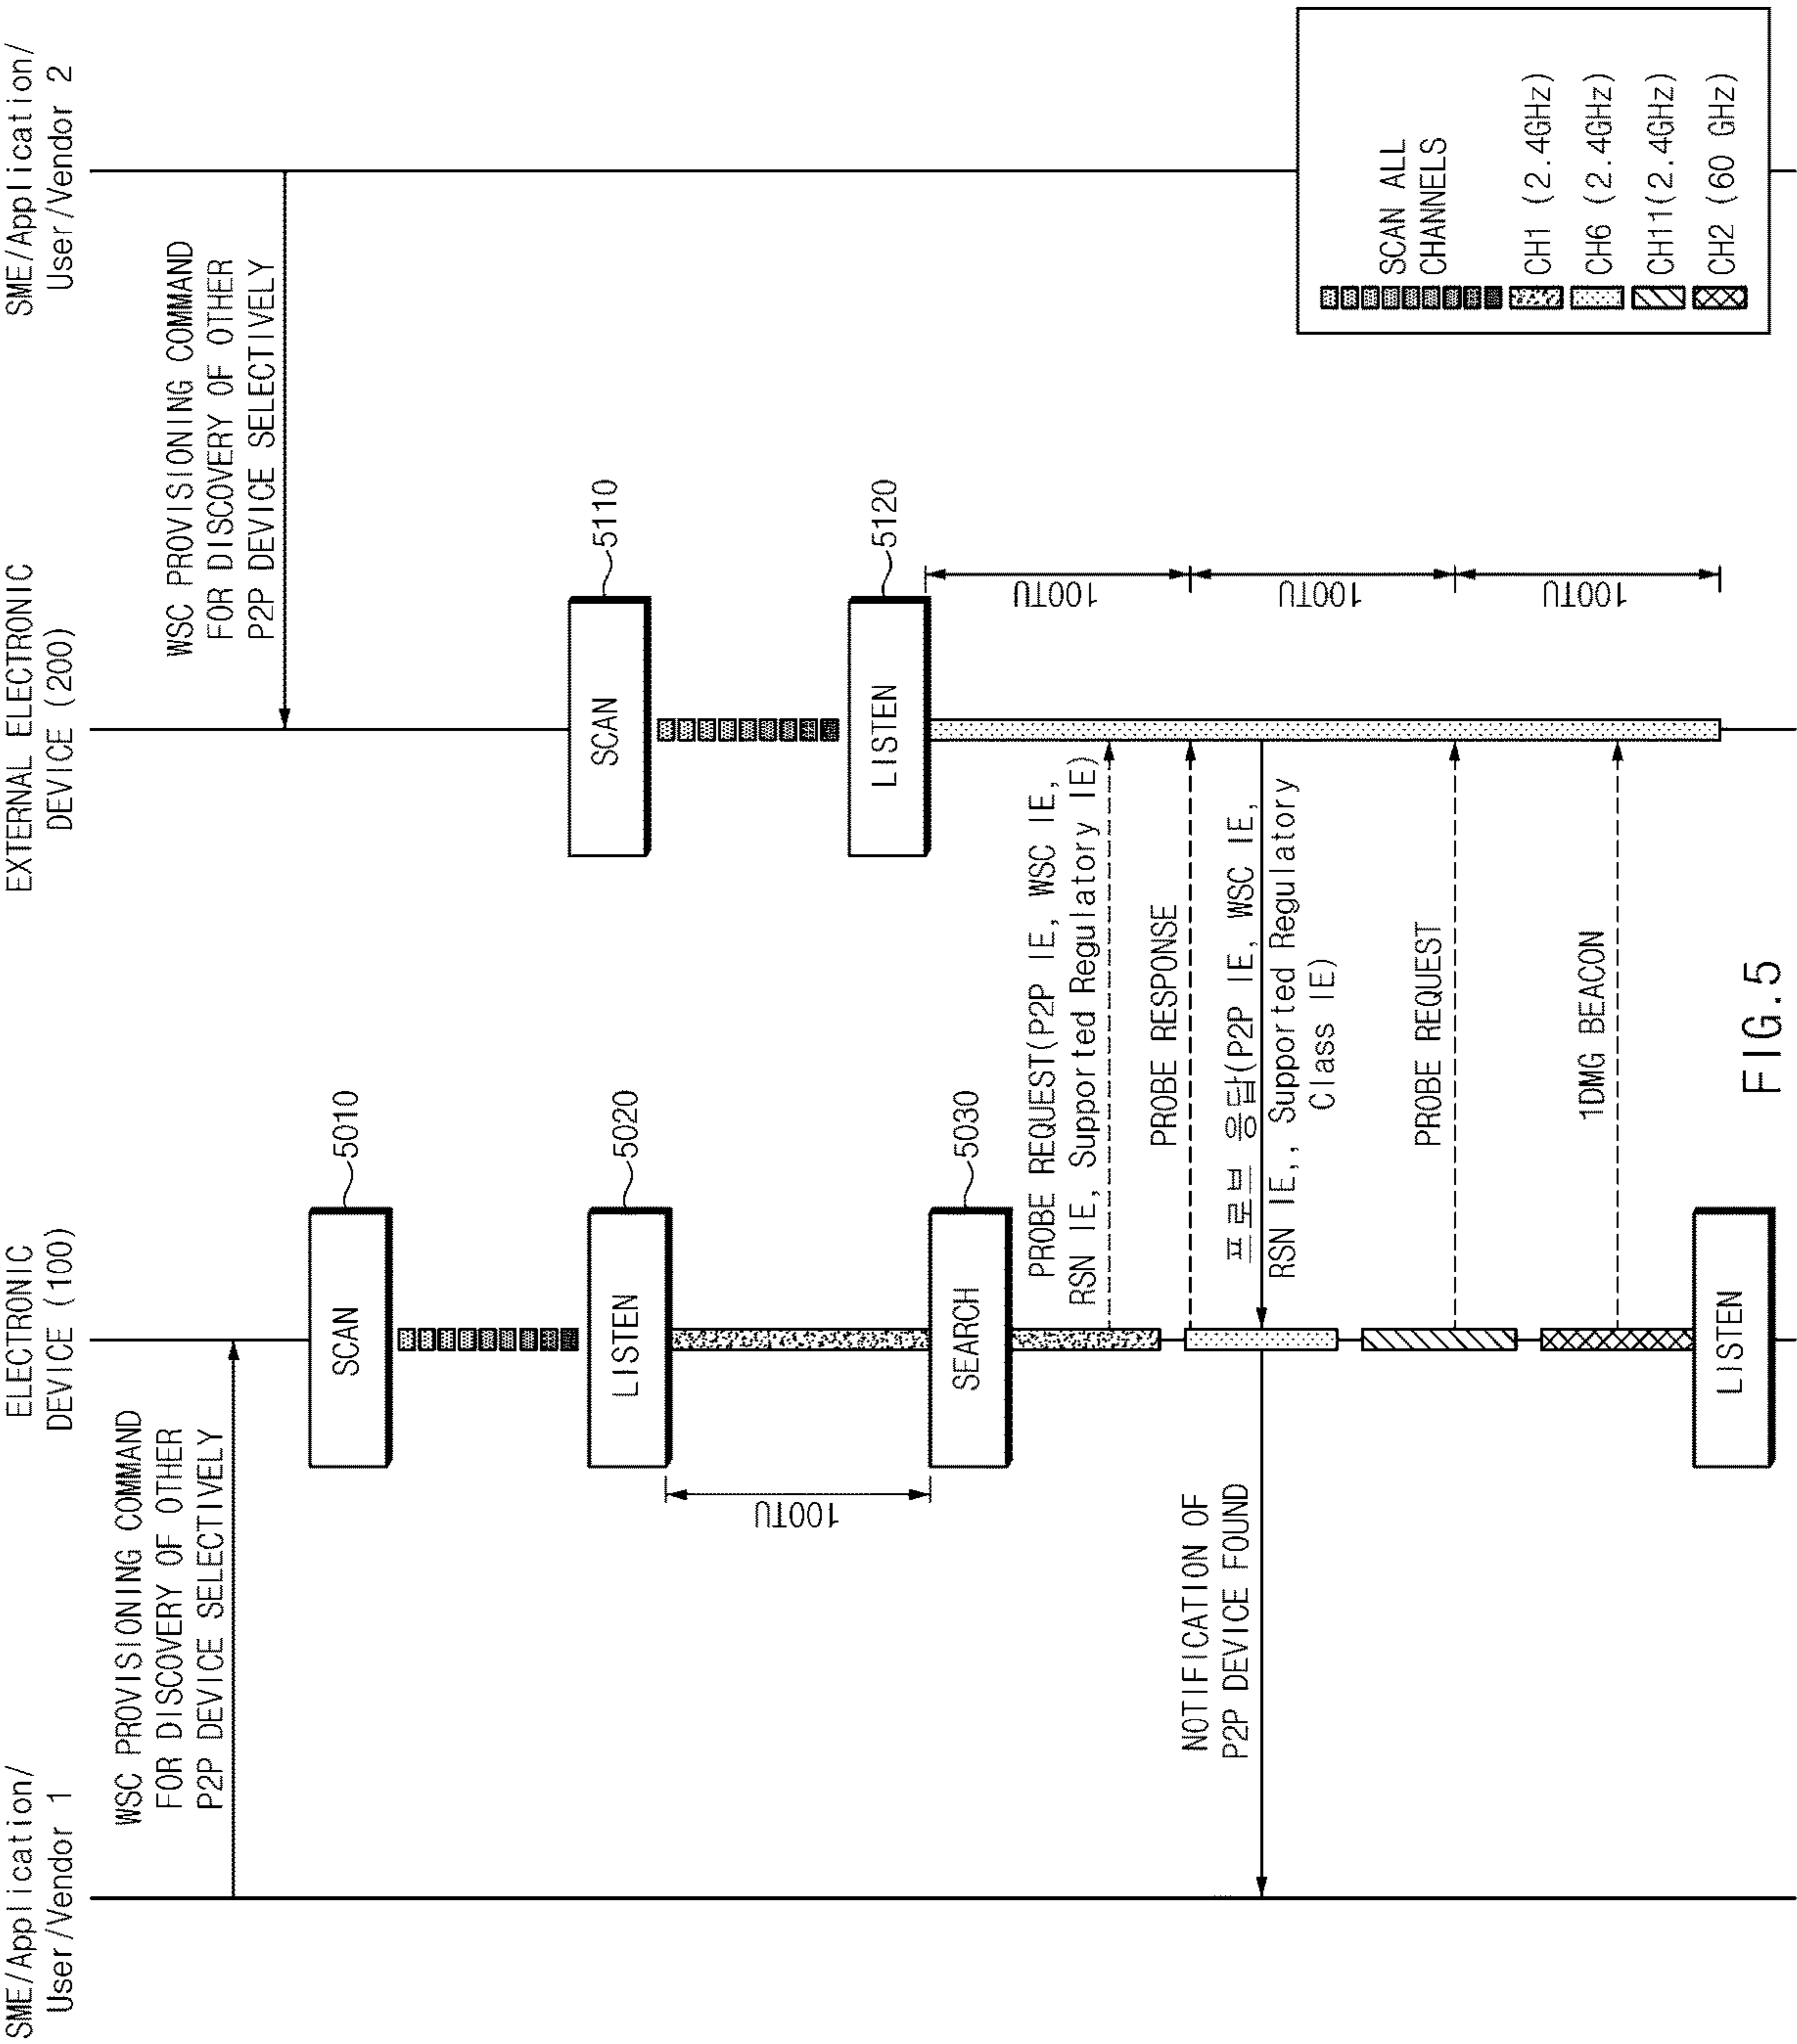 SME/Application/
User/Vendor 1
ELECTRONIC
DEVICE (100)
EXTERNAL ELECTRONIC
DEVICE (200)
SME/Application/
User/Vendor 2
WSC PROVISIONING COMMAND
FOR DISCOVERY OF OTHER
P2P DEVICE SELECTIVELY
WSC PROVISIONING COMMAND
FOR DISCOVERY OF OTHER
P2P DEVICE SELECTIVELY
SCAN
5010
SCAN
5110
LISTEN
5020
LISTEN
5120
100TU
SEARCH
5030
100TU
100TU
100TU
PROBE REQUEST(P2P IE, WSC IE,
RSN IE, Supported Regulatory IE)
PROBE RESPONSE
프로브 응답(P2P IE, WSC IE,
RSN IE,, Supported Regulatory
Class IE)
NOTIFICATION OF
P2P DEVICE FOUND
PROBE REQUEST
1DMG BEACON
LISTEN
SCAN ALL
CHANNELS
CH1 (2.4GHz)
CH6 (2.4GHz)
CH11(2.4GHz)
CH2 (60 GHz)
FIG.5